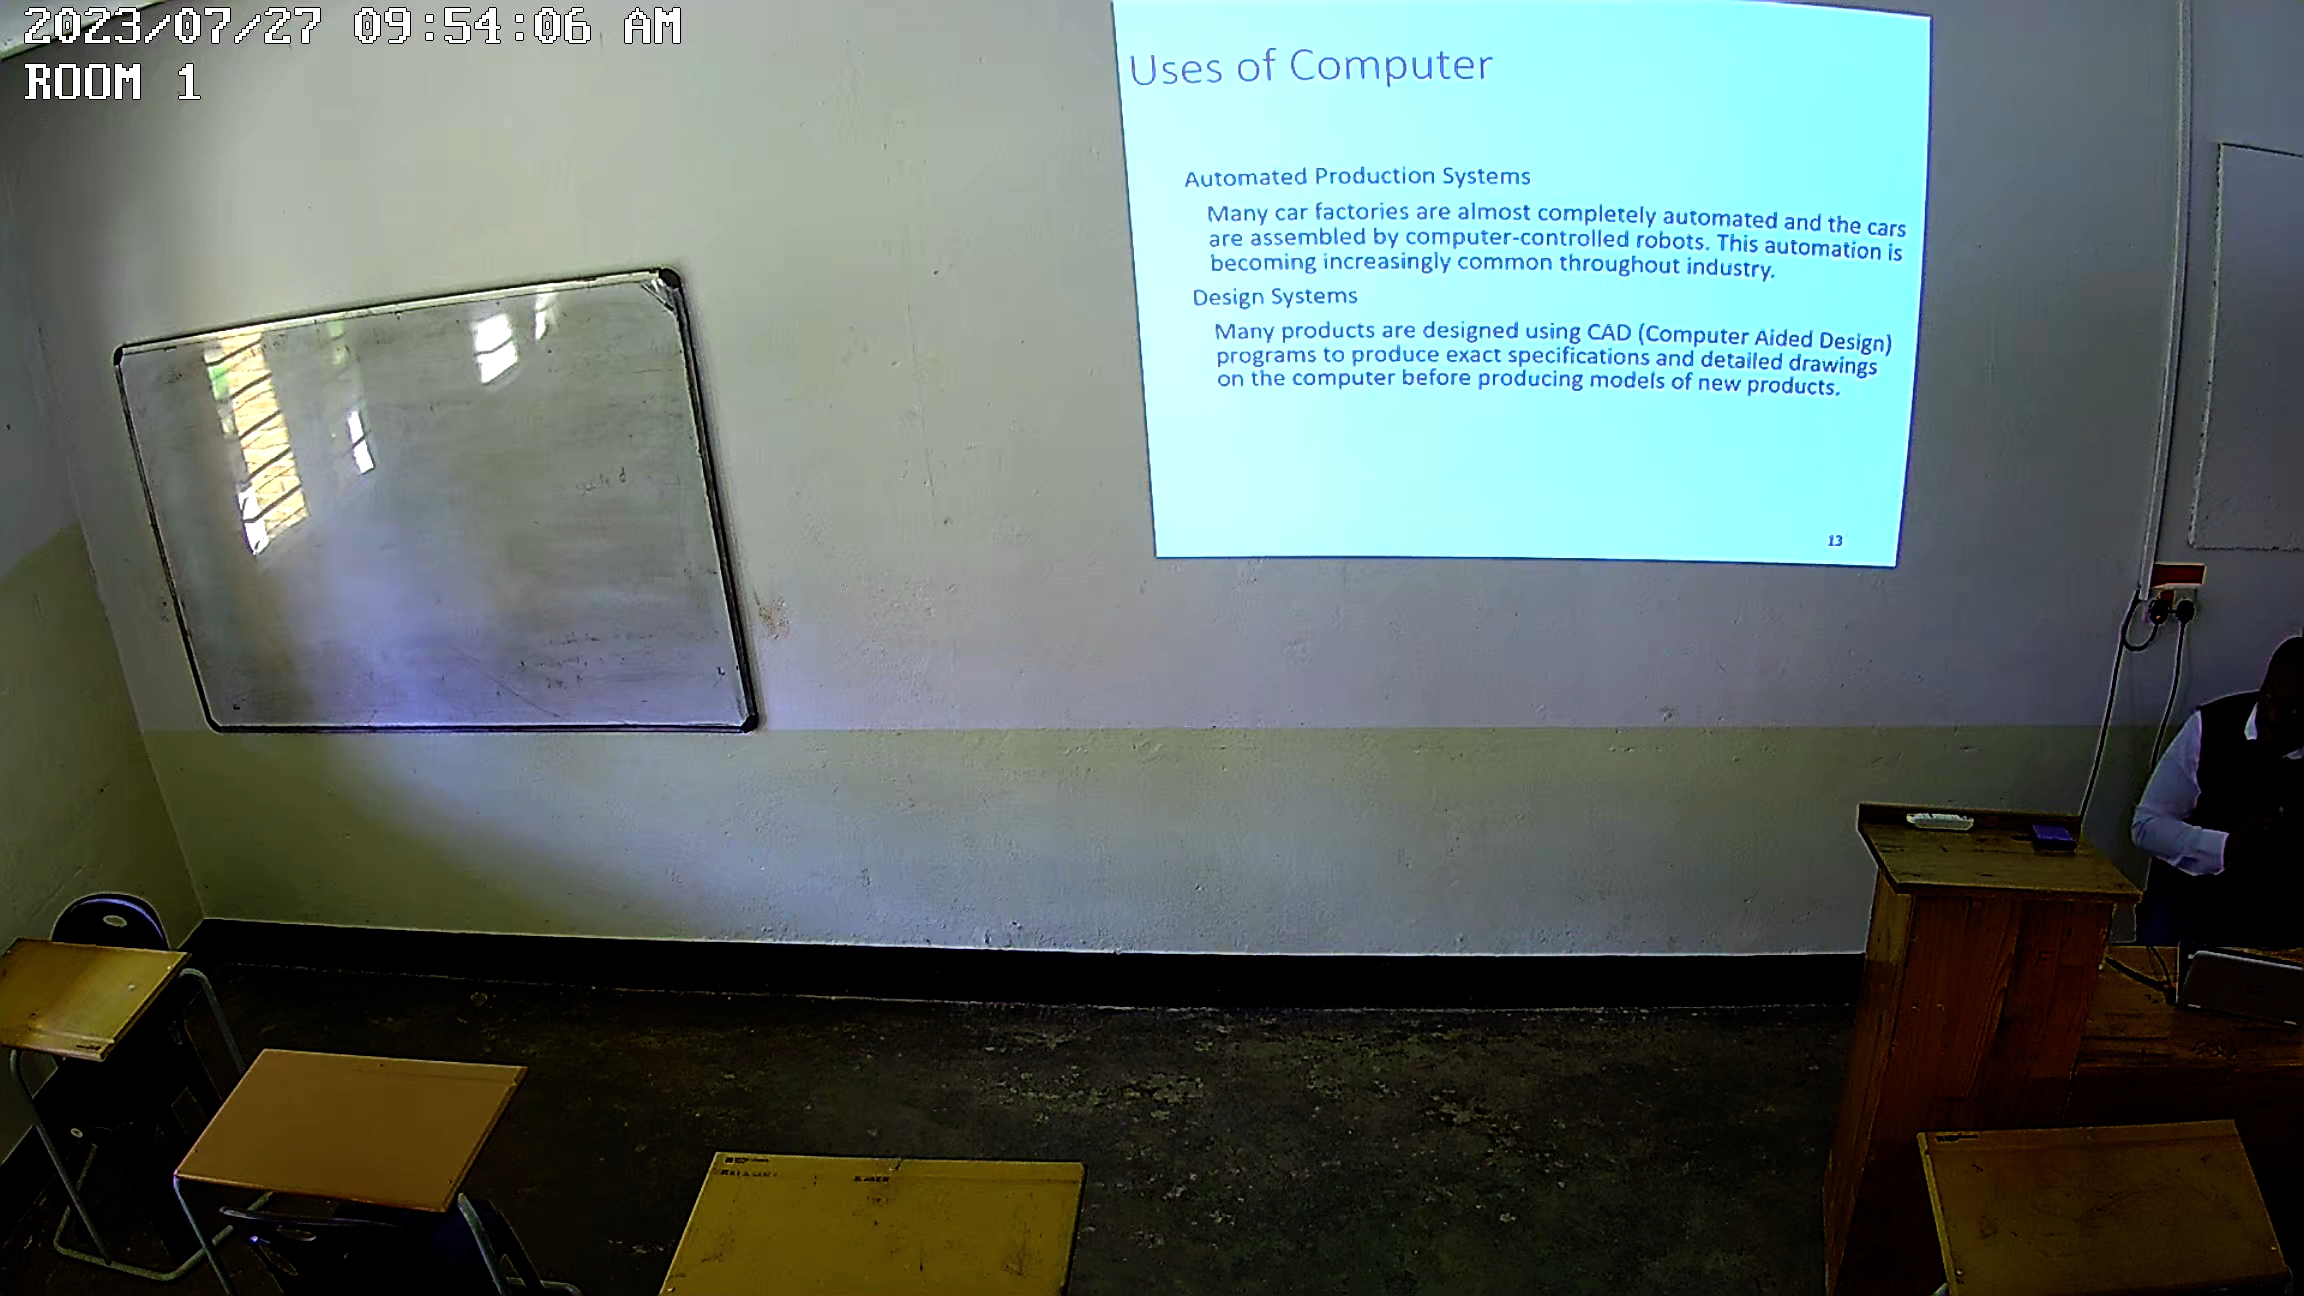 2023/07/27 09:54:06 AM
ROOM 1
Uses of Computer
Automated Production Systems
Many car factories are almost completely automated and the cars
are assembled by computer-controlled robots. This automation is
becoming increasingly common throughout industry.
Design Systems
Many products are designed using CAD (Computer Aided Design)
programs to produce exact specifications and detailed drawings
on the computer before producing models of new products.
13